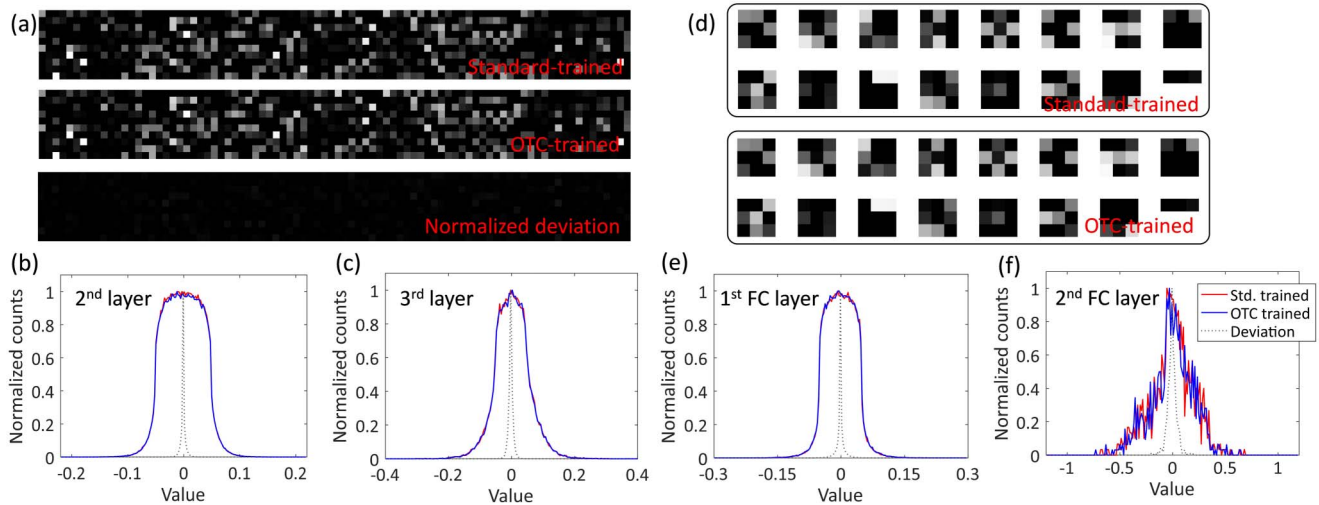 (a)
Standard-trained
OTC-trained
Normalized deviation
(d)
Standard-trained
OTC-trained
(b)
2nd layer
Normalized counts
1
0.8
0.6
0.4
0.2
0
-0.2 -0.1 0 0.1 0.2
Value
(c)
3rd layer
Normalized counts
1
0.8
0.6
0.4
0.2
0
-0.4 -0.2 0 0.2 0.4
Value
(e)
1st FC layer
Normalized counts
1
0.8
0.6
0.4
0.2
0
-0.3 -0.15 0 0.15 0.3
Value
(f)
2nd FC layer
Std. trained
OTC trained
Deviation
Normalized counts
1
0.8
0.6
0.4
0.2
0
-1 -0.5 0 0.5 1
Value